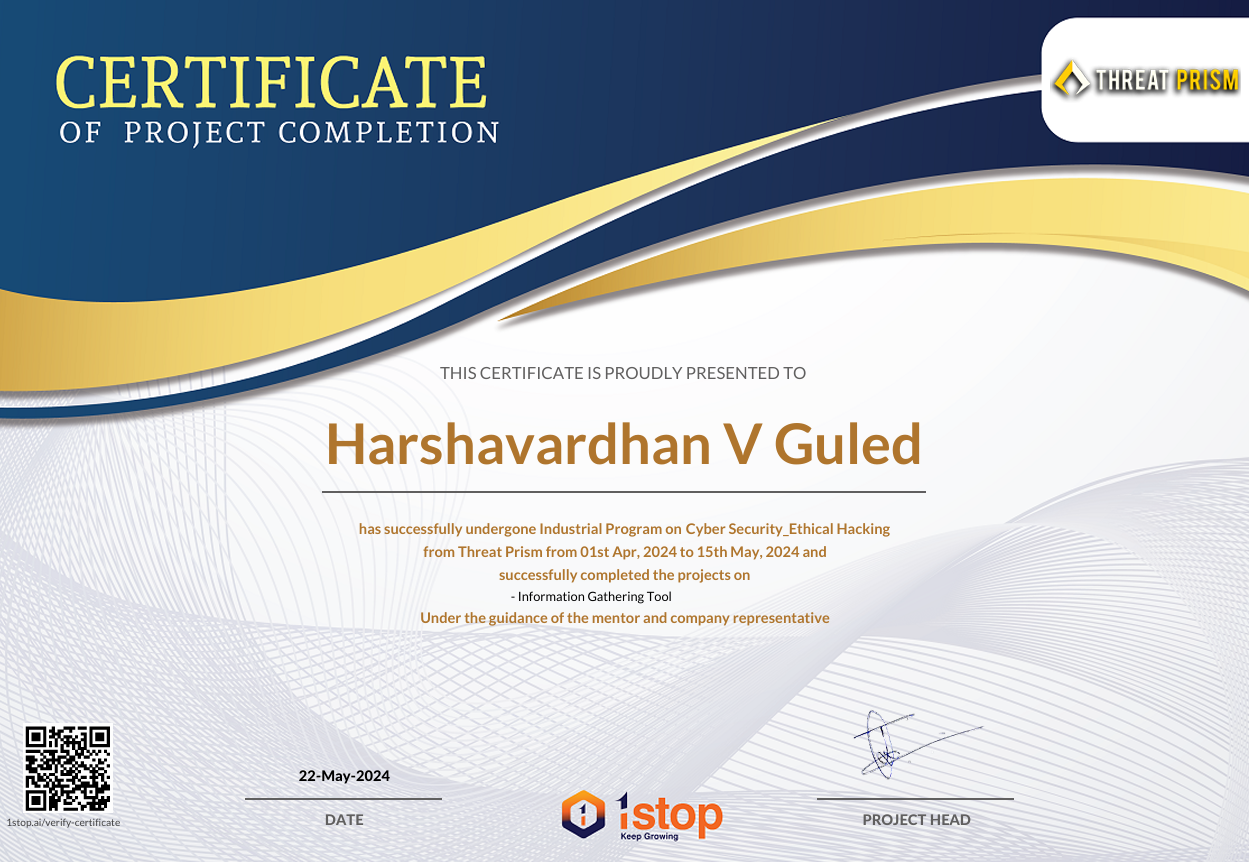 CERTIFICATE
OF PROJECT COMPLETION
THREAT PRISM
THIS CERTIFICATE IS PROUDLY PRESENTED TO
Harshavardhan V Guled
has successfully undergone Industrial Program on Cyber Security_Ethical Hacking
from Threat Prism from 01st Apr, 2024 to 15th May, 2024 and
successfully completed the projects on
- Information Gathering Tool
Under the guidance of the mentor and company representative
22-May-2024
DATE
1stop.ai/verify-certificate
1stop
Keep Growing
PROJECT HEAD